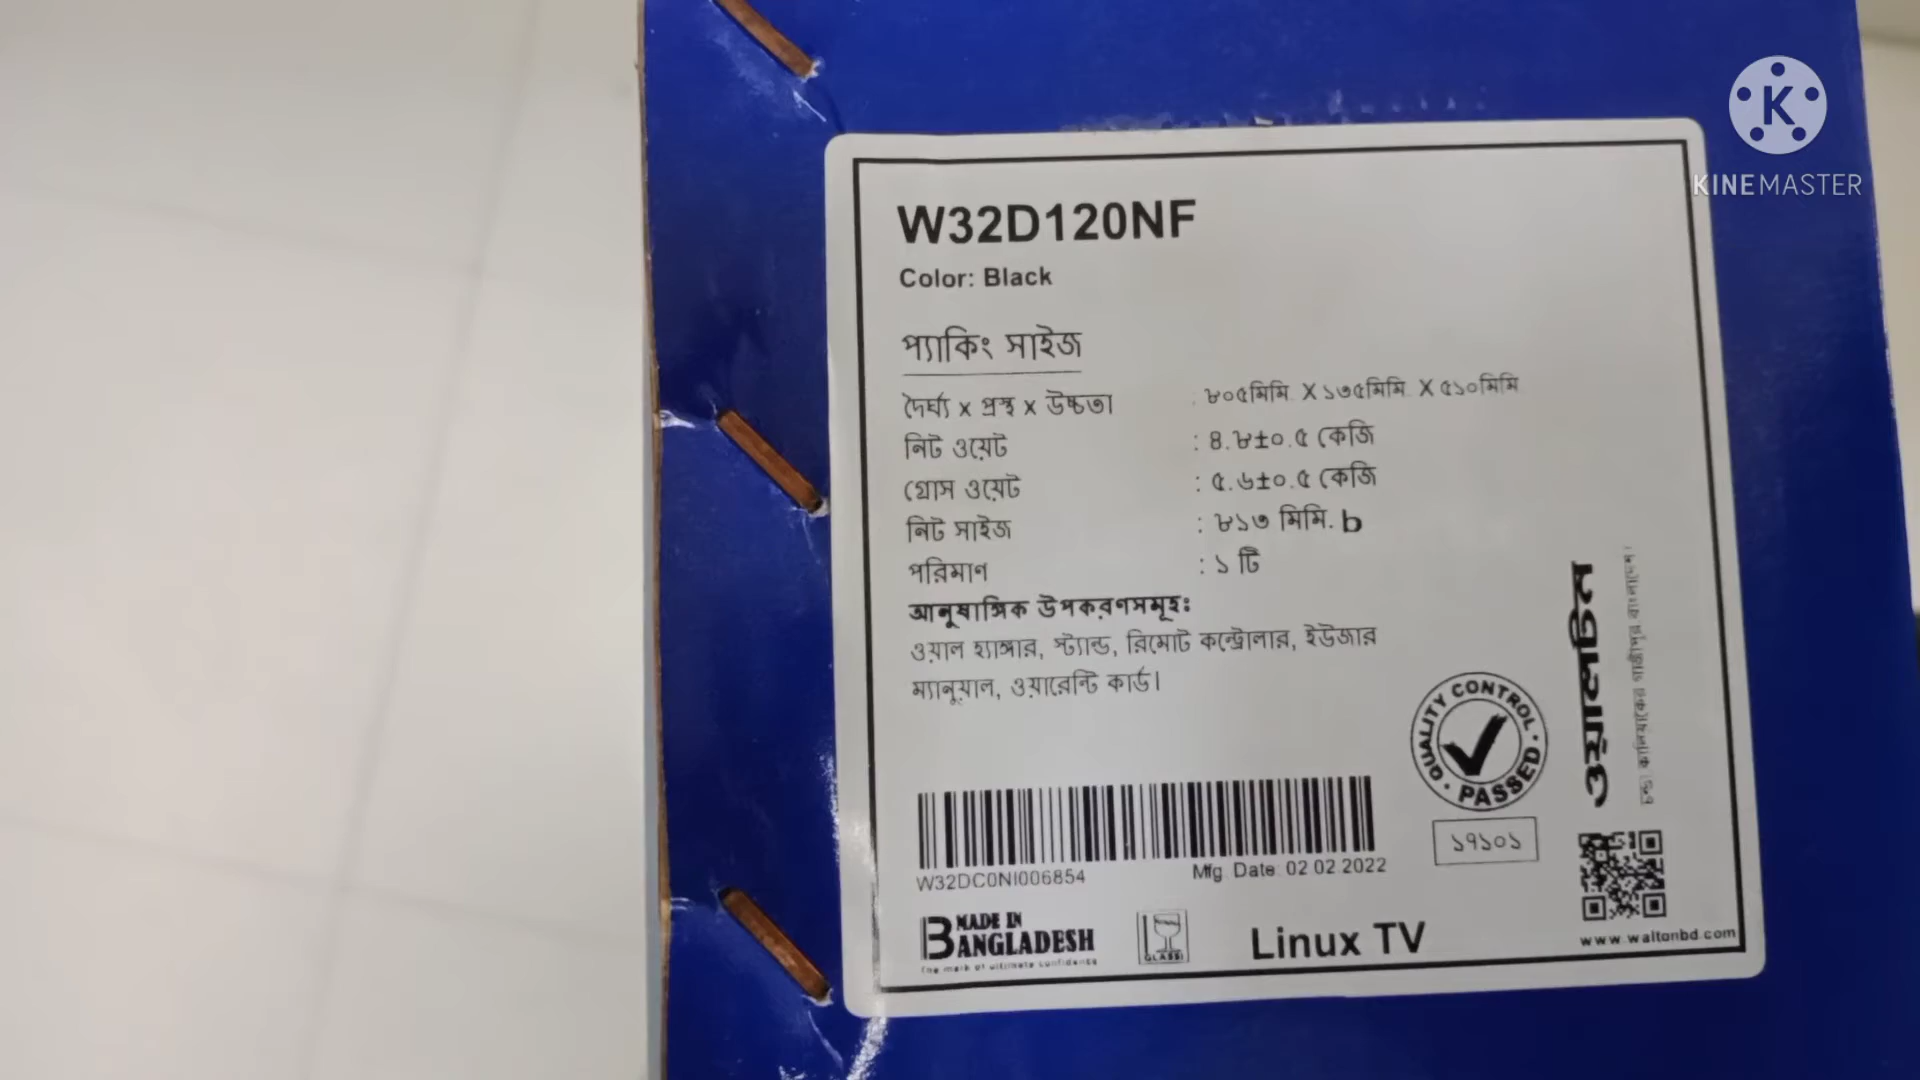 KINEMASTER
W32D120NF
Color: Black
প্যাকিং সাইজ
দৈর্ঘ্য x প্রস্থ x উচ্চতা : ৮০৫মিমি X ১৩৫মিমি X ৫১০মিমি
নিট ওয়েট : ৪.৮±০.৫ কেজি
গ্রোস ওয়েট : ৫.৬±০.৫ কেজি
নিট সাইজ : ৮১৩ মিমি.
পরিমাণ : ১ টি
আনুষাঙ্গিক উপকরণসমূহঃ
ওয়াল হ্যাঙ্গার, স্ট্যান্ড, রিমোট কন্ট্রোলার, ইউজার
ম্যানুয়াল, ওয়ারেন্টি কার্ড।
QUALITY CONTROL
PASSED
১৭১০১
ওয়ালটন
W32DC0NI006854
Mfg. Date: 02.02.2022
MADE IN
BANGLADESH
GLASS!
Linux TV
www.waltonbd.com